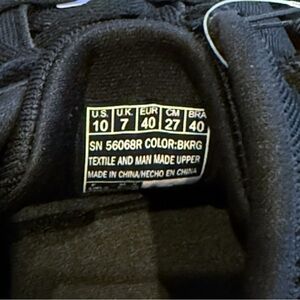 U.S. U.K. EUR CM BRA
10 7 40 27 40
SN 56068R COLOR:BKRG
TEXTILE AND MAN MADE UPPER
MADE IN CHINA/HECHO EN CHINA